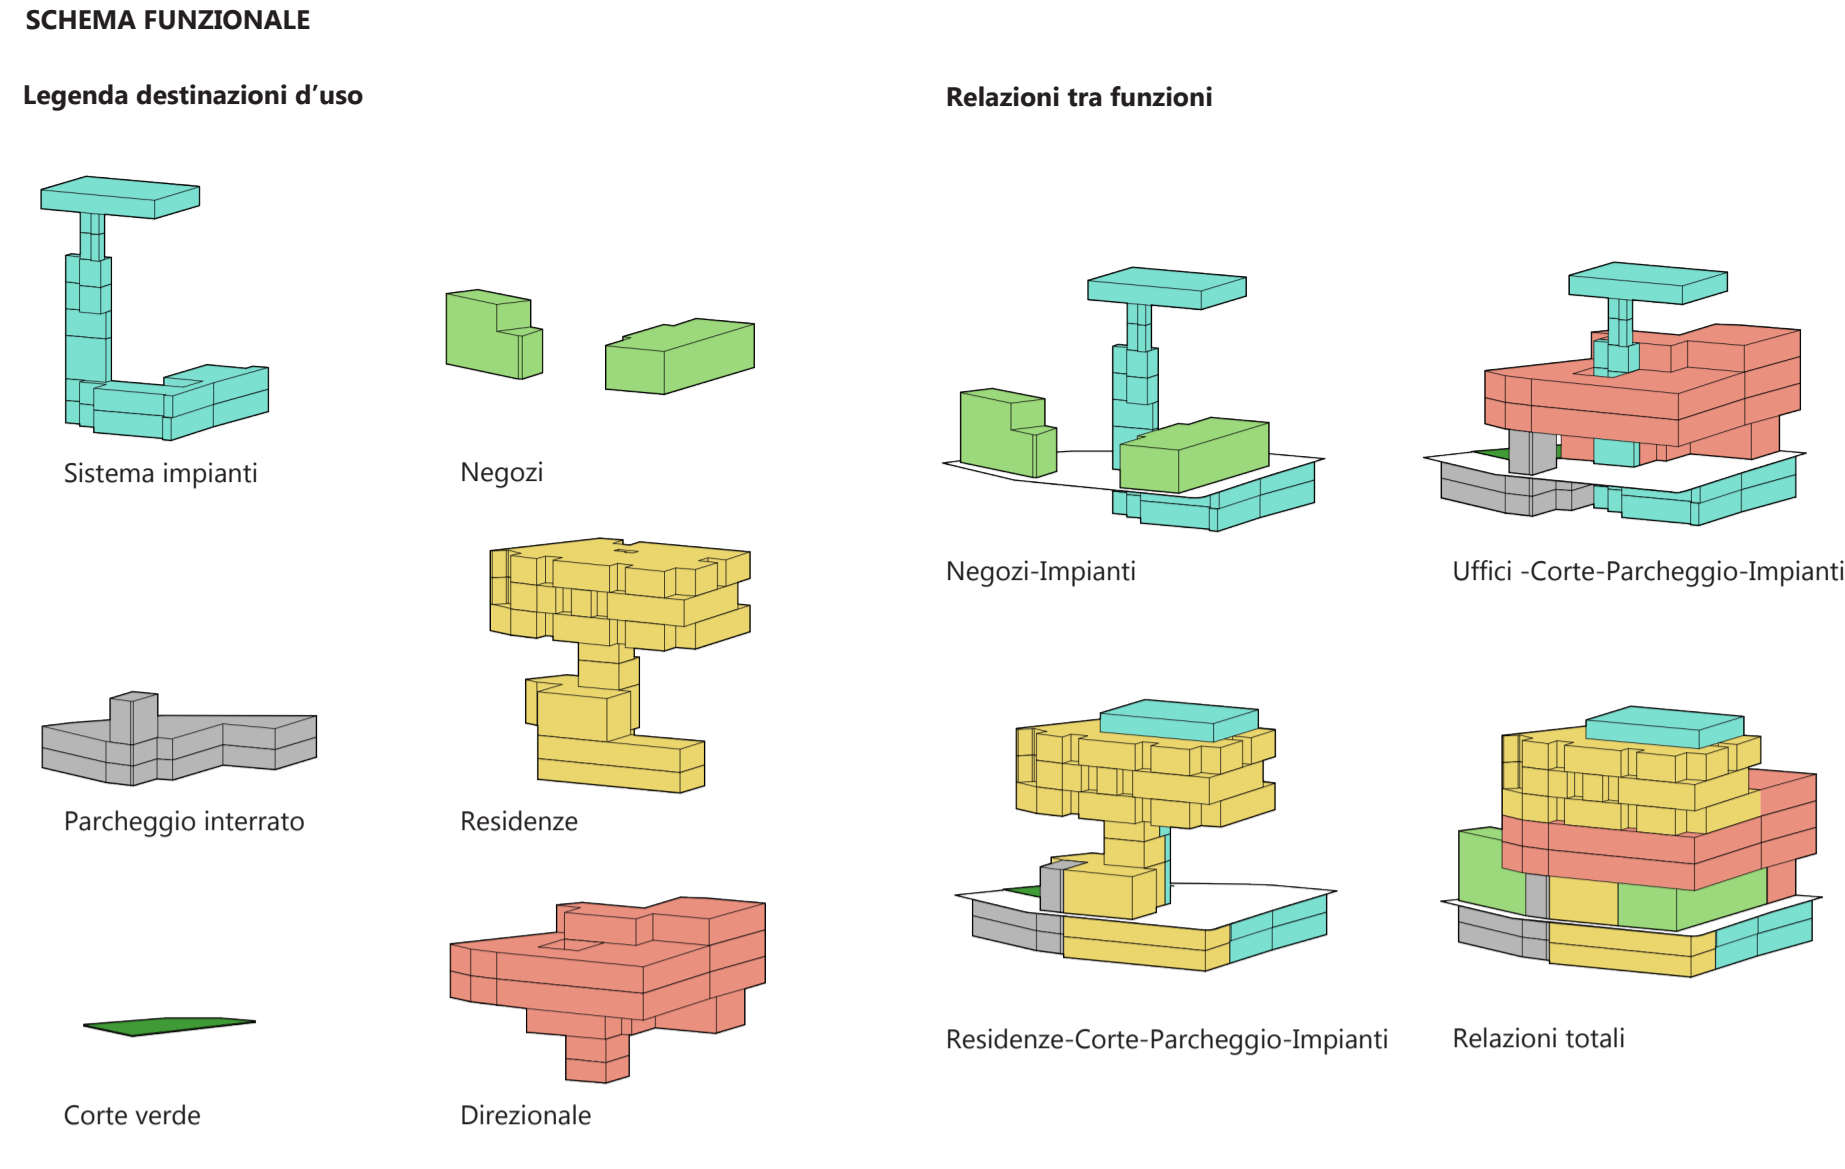 SCHEMA FUNZIONALE
Legenda destinazioni d’uso
Sistema impianti
Negozi
Parcheggio interrato
Residenze
Corte verde
Direzionale
Relazioni tra funzioni
Negozi-Impianti
Uffici -Corte-Parcheggio-Impianti
Residenze-Corte-Parcheggio-Impianti
Relazioni totali